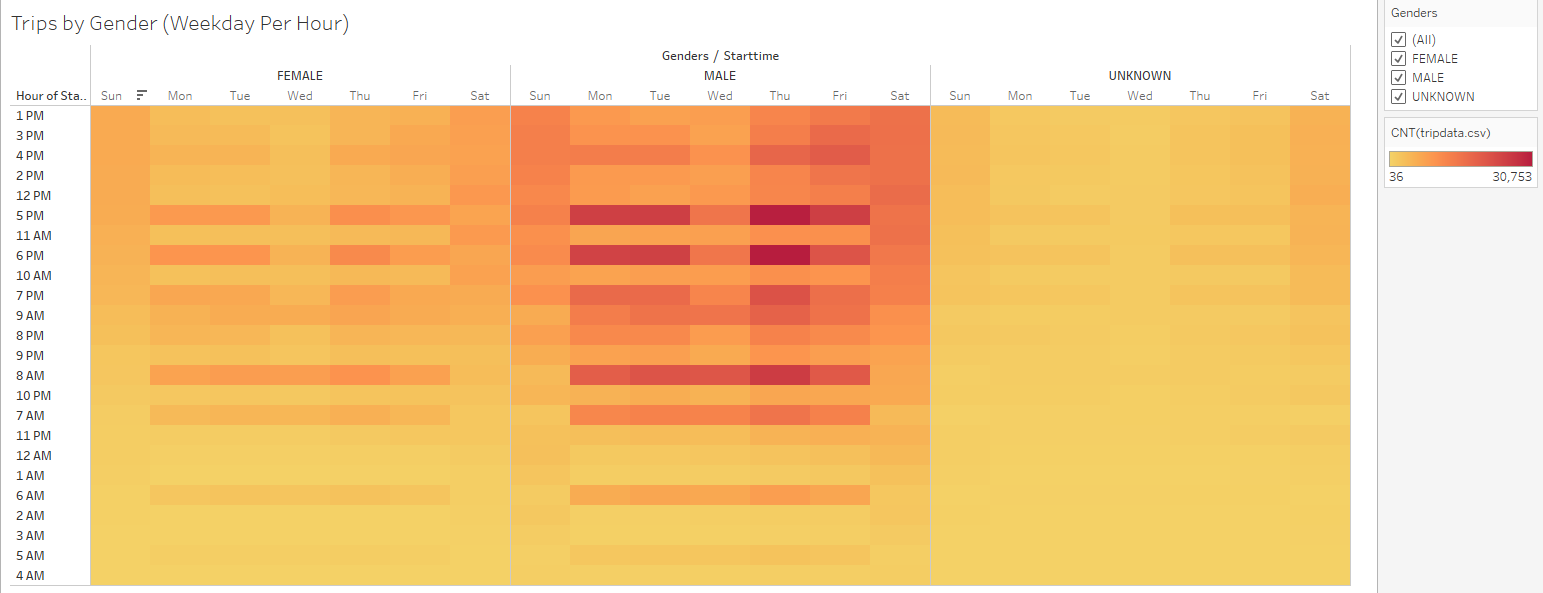 Trips by Gender (Weekday Per Hour)
Genders / Starttime
FEMALE MALE UNKNOWN
Hour of Sta.. Sun Mon Tue Wed Thu Fri Sat Sun Mon Tue Wed Thu Fri Sat Sun Mon Tue Wed Thu Fri Sat
1 PM
3 PM
4 PM
2 PM
12 PM
5 PM
11 AM
6 PM
10 AM
7 PM
9 AM
8 PM
9 PM
8 AM
10 PM
7 AM
11 PM
12 AM
1 AM
6 AM
2 AM
3 AM
5 AM
4 AM
Genders
(All)
FEMALE
MALE
UNKNOWN
CNT(tripdata.csv)
36 30,753